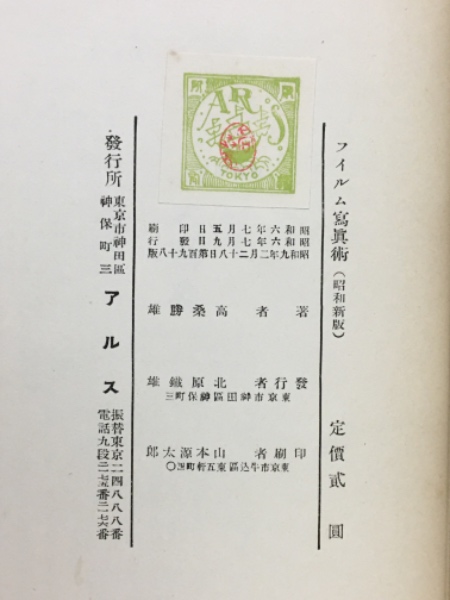 フイルム寫眞術(昭和新版)
定價貳圓
ARS
TOKYO
昭和六年七月五日印刷
昭和六年七月九日發行
昭和九年二月二十八日第百九十八版
著者 高桑勝雄
發行者 北原鐵雄
東京市神田區神保町三
印刷者 山本源太郎
東京市牛込區東五軒町四〇
發行所
東京市神田區
神保町三
アルス
振替東京二四八八八番
電話九段二一七五番二一七六番